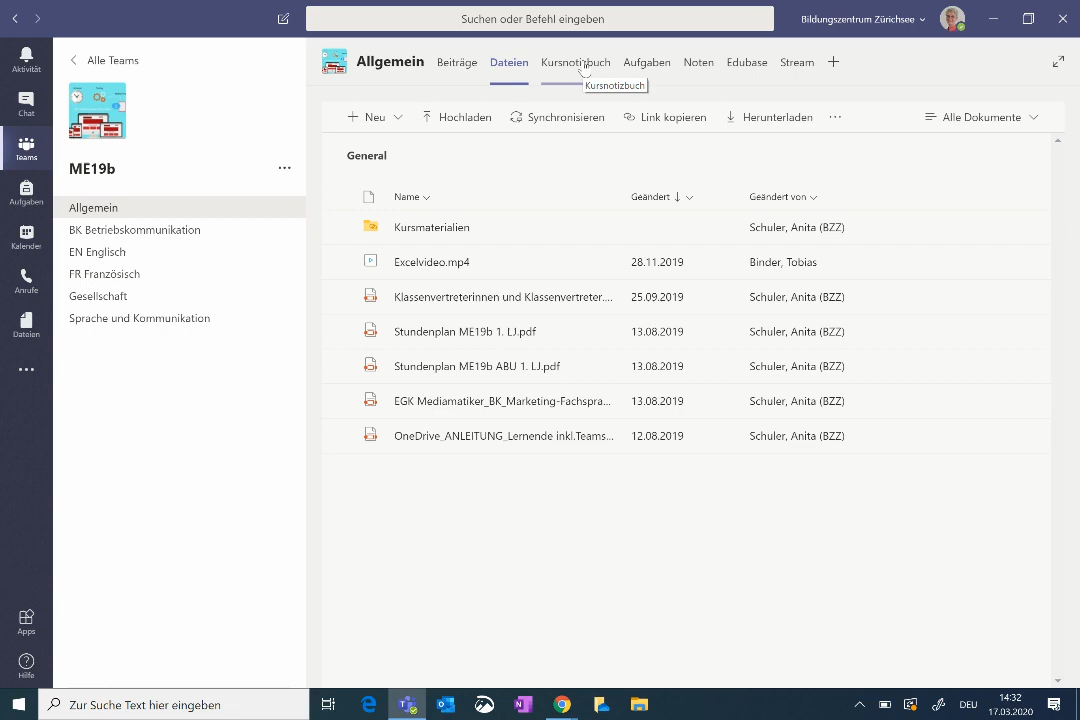 Suchen oder Befehl eingeben
Bildungszentrum Zürichsee
Aktivität
Chat
Teams
Aufgaben
Kalender
Anrufe
Dateien
Apps
Hilfe
Alle Teams
ME19b
Allgemein
BK Betriebskommunikation
EN Englisch
FR Französisch
Gesellschaft
Sprache und Kommunikation
Allgemein Beiträge Dateien Kursnotizbuch Aufgaben Noten Edubase Stream
Kursnotizbuch
Neu Hochladen Synchronisieren Link kopieren Herunterladen Alle Dokumente
General
Name Geändert Geändert von
Kursmaterialien Schuler, Anita (BZZ)
Excelvideo.mp4 28.11.2019 Binder, Tobias
Klassenvertreterinnen und Klassenvertreter.... 25.09.2019 Schuler, Anita (BZZ)
Stundenplan ME19b 1. LJ.pdf 13.08.2019 Schuler, Anita (BZZ)
Stundenplan ME19b ABU 1. LJ.pdf 13.08.2019 Schuler, Anita (BZZ)
EGK Mediamatiker_BK_Marketing-Fachspra... 13.08.2019 Schuler, Anita (BZZ)
OneDrive_ANLEITUNG_Lernende inkl.Teams... 12.08.2019 Schuler, Anita (BZZ)
Zur Suche Text hier eingeben
DEU
14:32
17.03.2020